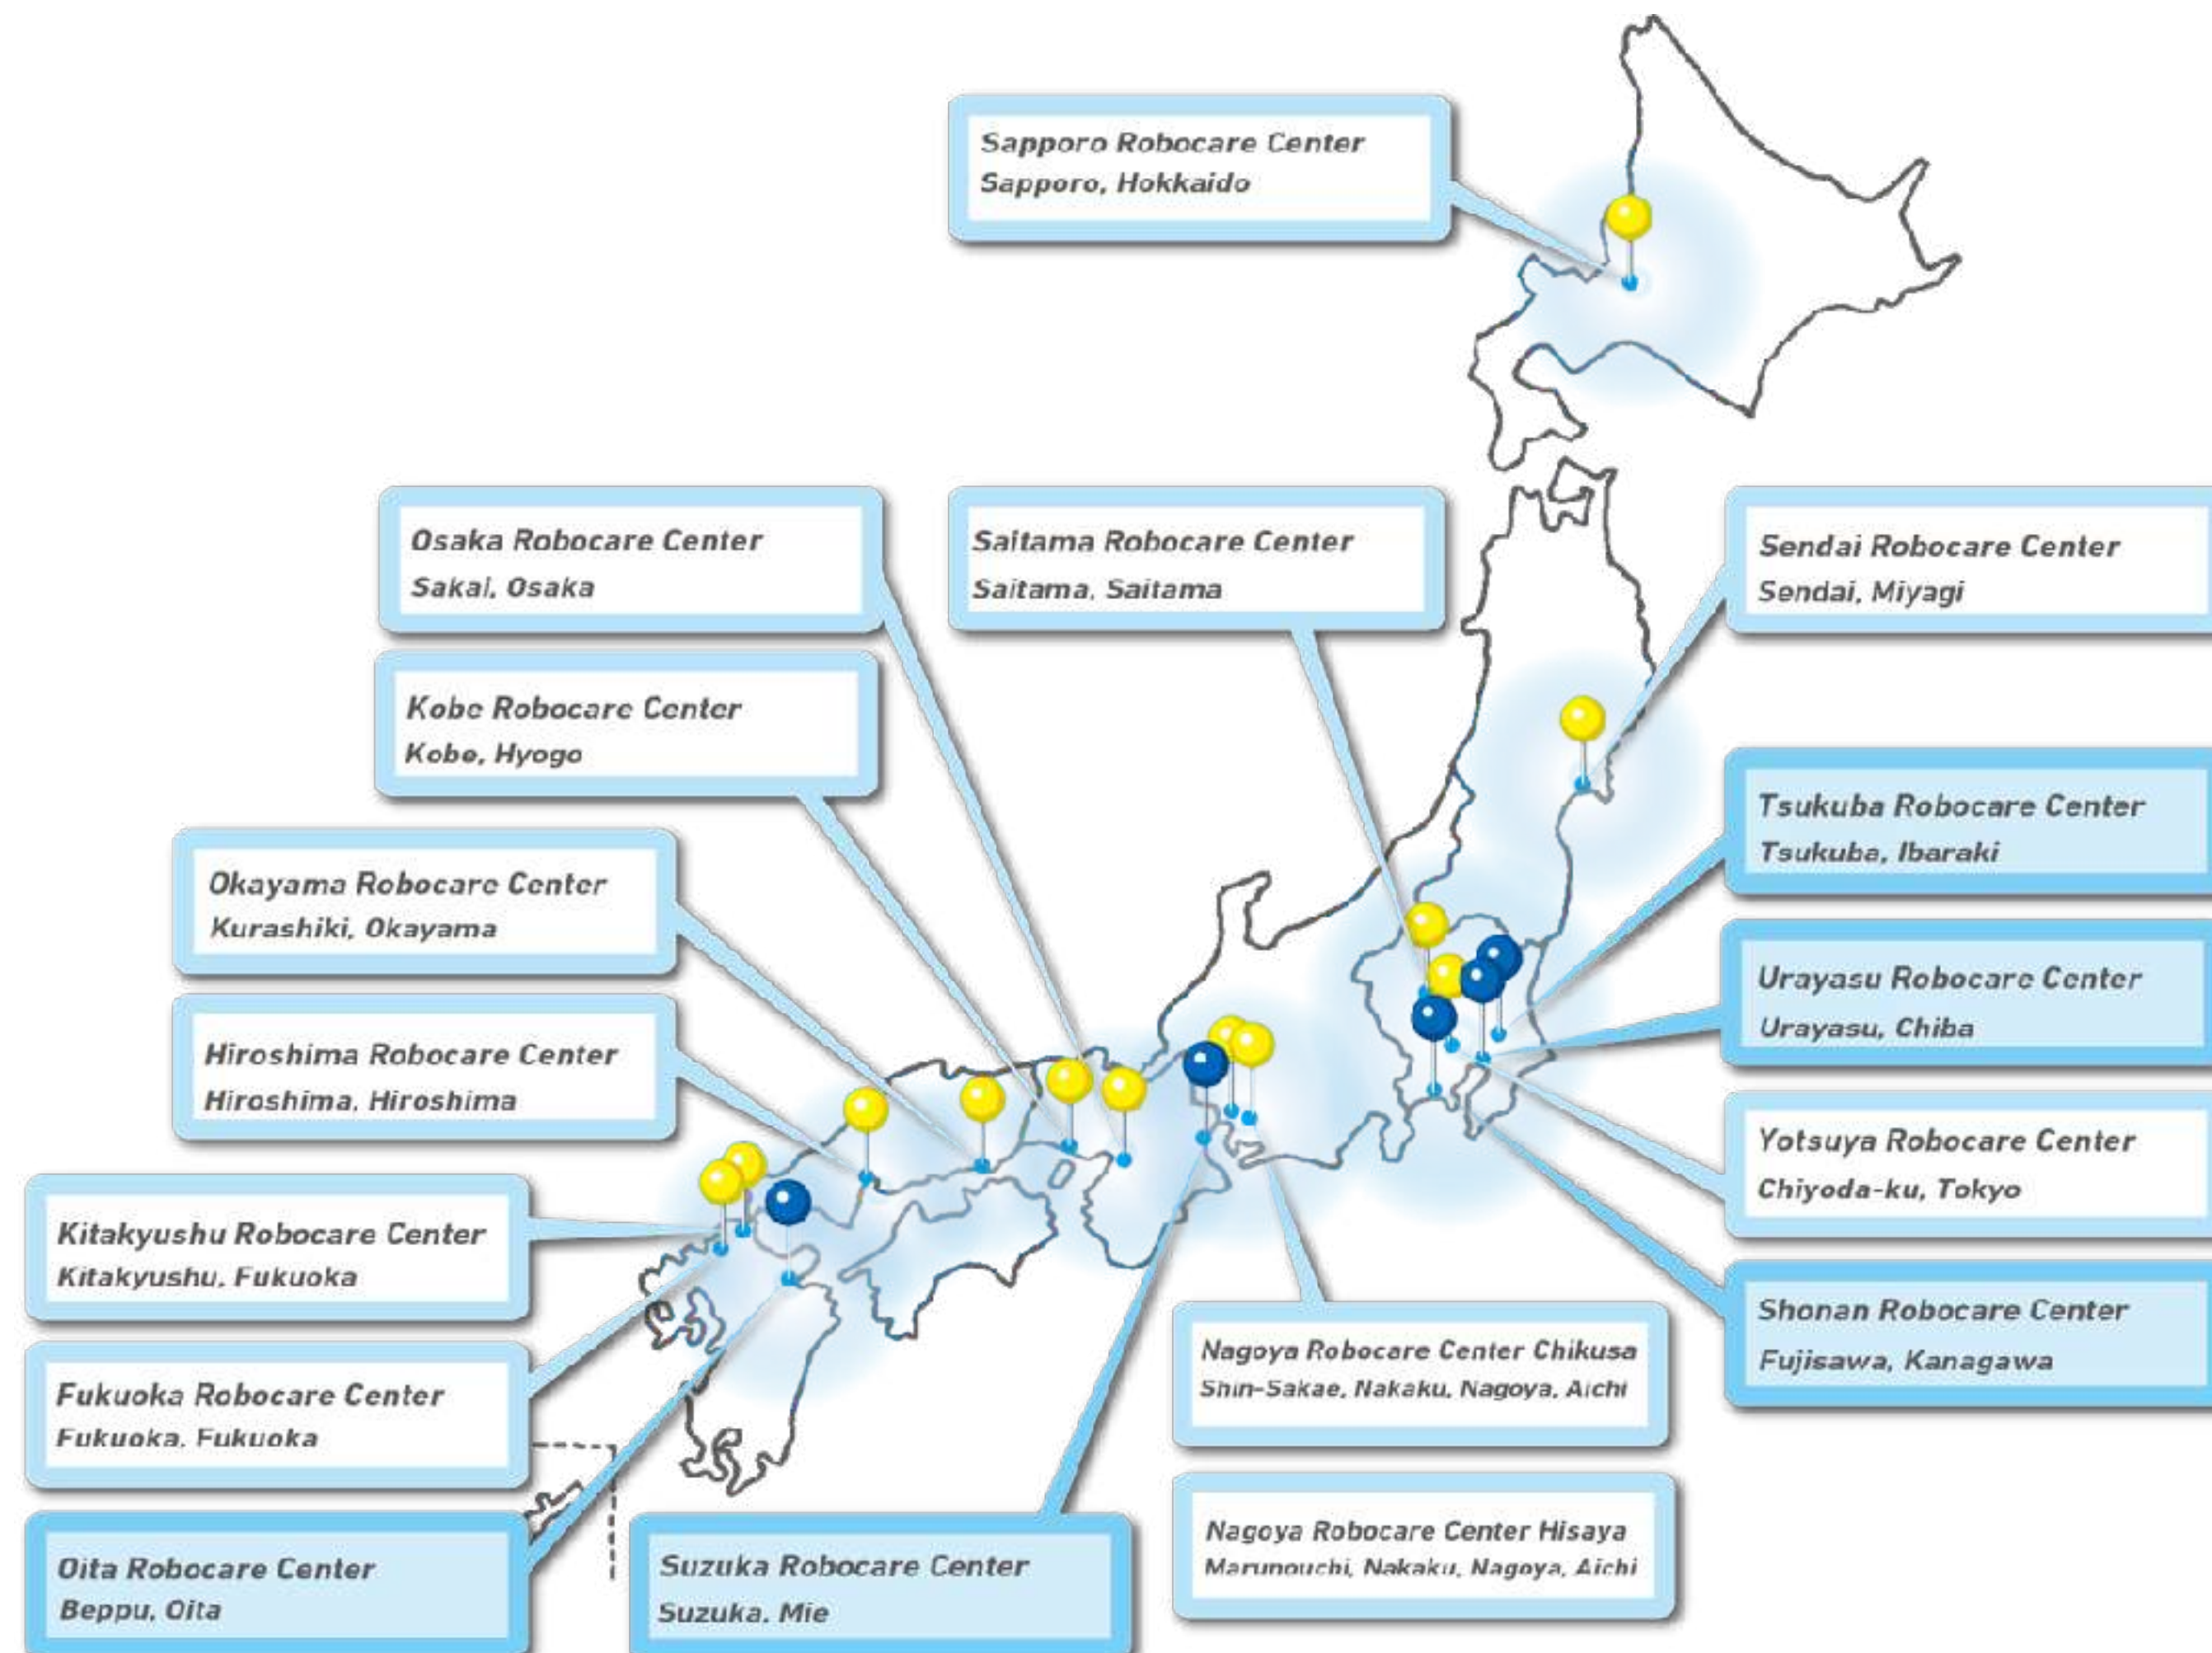 Sapporo Robocare Center
Sapporo, Hokkaido
Osaka Robocare Center
Sakai, Osaka
Saitama Robocare Center
Saitama, Saitama
Sendai Robocare Center
Sendai, Miyagi
Kobe Robocare Center
Kobe, Hyogo
Tsukuba Robocare Center
Tsukuba, Ibaraki
Okayama Robocare Center
Kurashiki, Okayama
Urayasu Robocare Center
Urayasu, Chiba
Hiroshima Robocare Center
Hiroshima, Hiroshima
Yotsuya Robocare Center
Chiyoda-ku, Tokyo
Kitakyushu Robocare Center
Kitakyushu, Fukuoka
Shonan Robocare Center
Fujisawa, Kanagawa
Nagoya Robocare Center Chikusa
Shin-Sakae, Nakaku, Nagoya, Aichi
Fukuoka Robocare Center
Fukuoka, Fukuoka
Nagoya Robocare Center Hisaya
Marunouchi, Nakaku, Nagoya, Aichi
Oita Robocare Center
Beppu, Oita
Suzuka Robocare Center
Suzuka, Mie